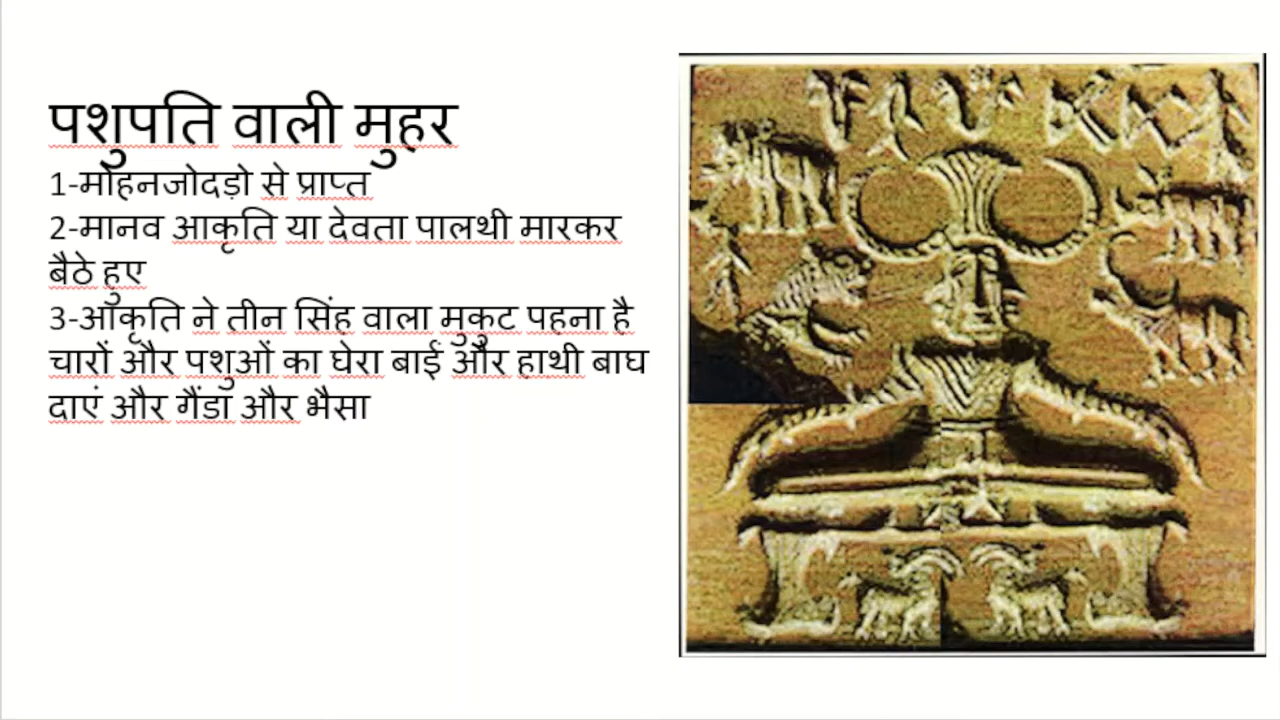 पशुपति वाली मुहर
1-मोहनजोदड़ो से प्राप्त
2-मानव आकृति या देवता पालथी मारकर
बैठे हुए
3-आकृति ने तीन सिंह वाला मुकुट पहना है
चारों और पशुओं का घेरा बाई और हाथी बाघ
दाएं और गैंडा और भैसा